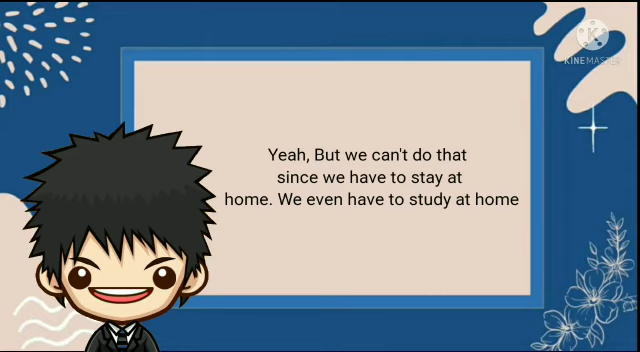 K
KINEMASTER
Yeah, But we can't do that
since we have to stay at
home. We even have to study at home